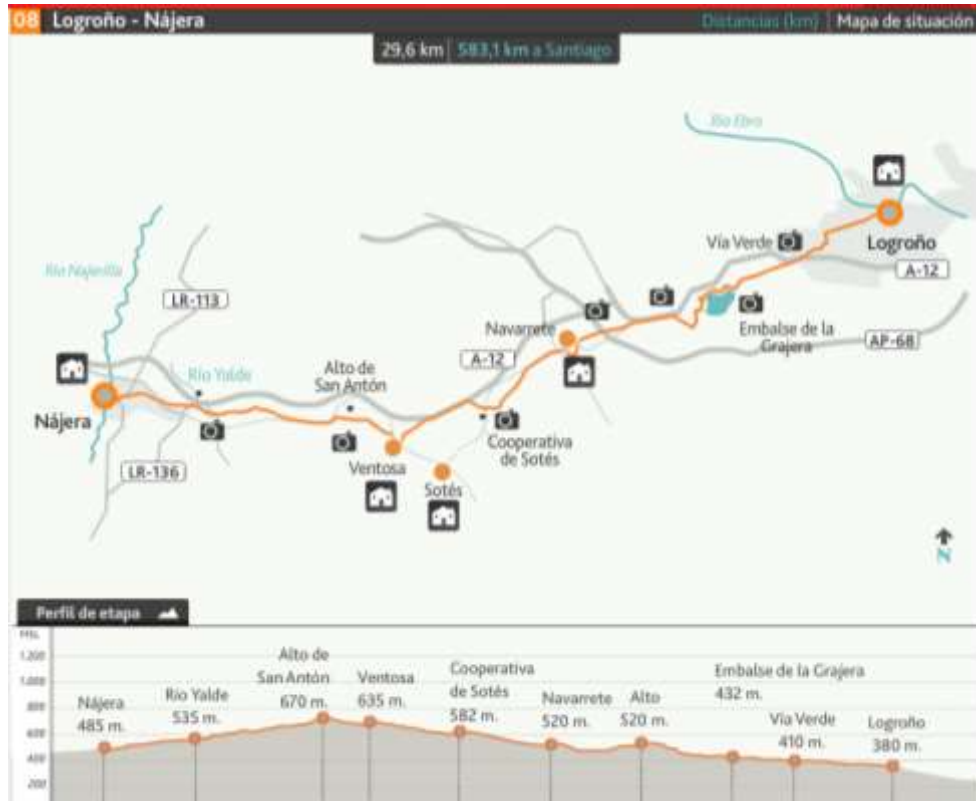 08 Logroño - Nájera
Distancias (km) Mapa de situación
29,6 km 583,1 km a Santiago
Río Ebro
Vía Verde
Logroño
A-12
Río Najerilla
LR-113
Navarrete
Embalse de la
Grajera
AP-68
A-12
Alto de
San Antón
Río Yalde
Nájera
Cooperativa
de Sotés
LR-136
Ventosa
Sotés
N
Perfil de etapa
1.200
1.000
800
600
400
200
Nájera
485 m.
Río Yalde
535 m.
Alto de
San Antón
670 m.
Ventosa
635 m.
Cooperativa
de Sotés
582 m.
Navarrete
520 m.
Alto
520 m.
Embalse de la Grajera
432 m.
Vía Verde
410 m.
Logroño
380 m.